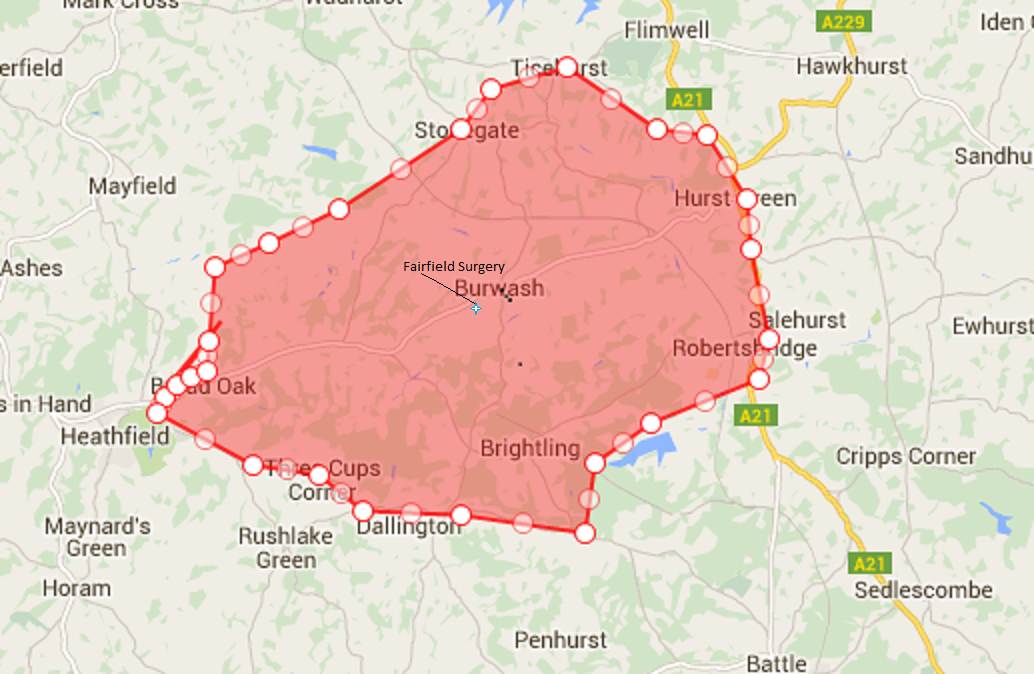 Mark Cross
Flimwell
A229
Iden
erfield
Ticehurst
Hawkhurst
A21
Stonegate
Sandhu
Mayfield
Hurst Green
Ashes
Fairfield Surgery
Burwash
Salehurst
Ewhurst
Robertsbridge
Broad Oak
s in Hand
A21
Heathfield
Brightling
Cripps Corner
Three Cups
Corner
Maynard's
Green
Dallington
Rushlake
Green
A21
Horam
Sedlescombe
Penhurst
Battle